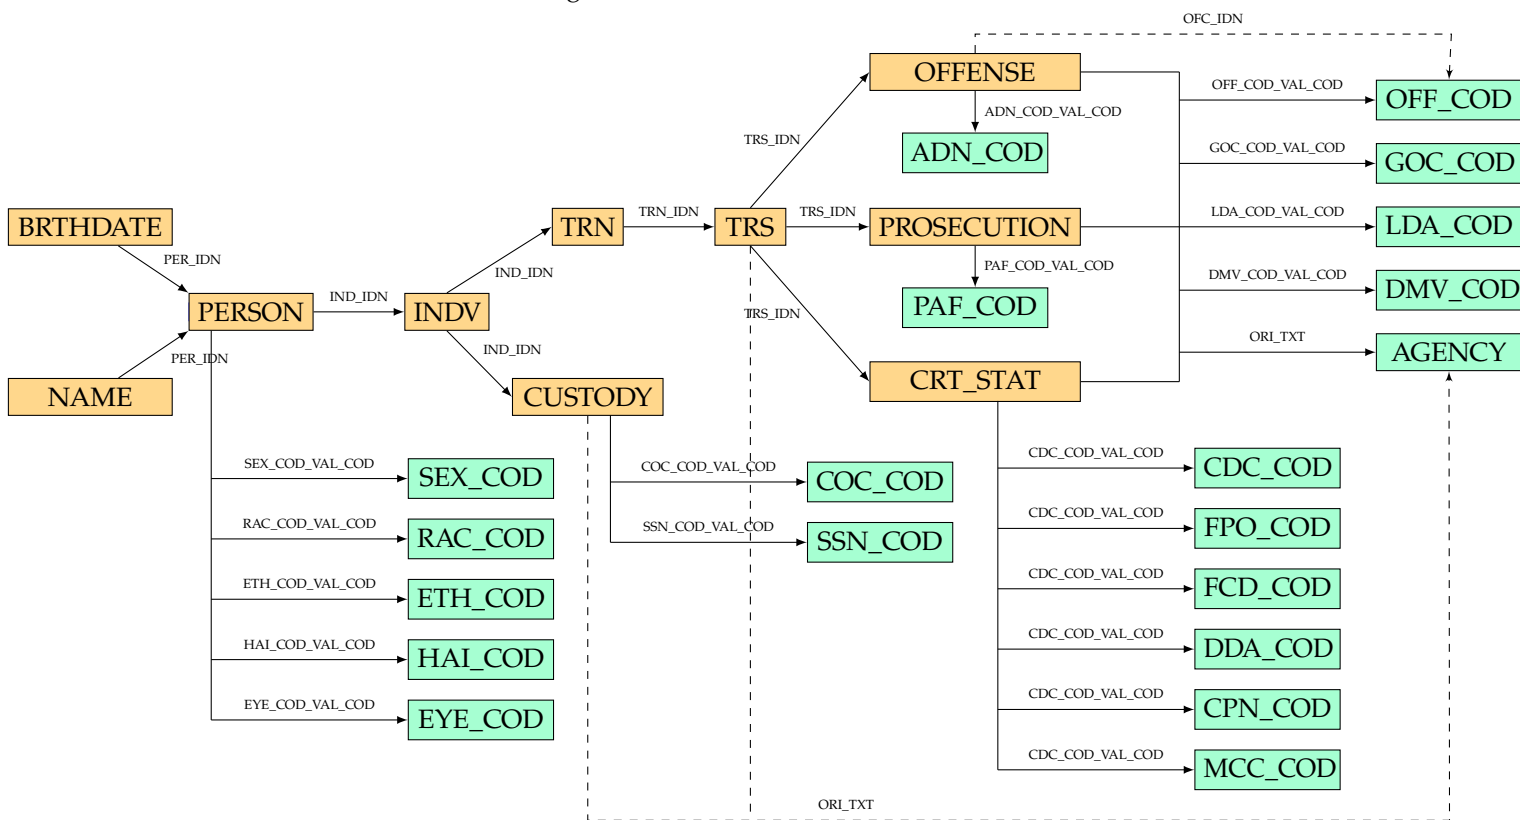 OFC_IDN
OFFENSE
OFF_COD_VAL_COD
OFF_COD
ADN_COD_VAL_COD
TRS_IDN
ADN_COD
GOC_COD_VAL_COD
GOC_COD
BRTHDATE
TRN
TRN_IDN
TRS
TRS_IDN
PROSECUTION
LDA_COD_VAL_COD
LDA_COD
PER_IDN
IND_IDN
PAF_COD_VAL_COD
DMV_COD_VAL_COD
DMV_COD
PERSON
IND_IDN
INDV
TRS_IDN
PAF_COD
ORI_TXT
AGENCY
PER_IDN
IND_IDN
NAME
CUSTODY
CRT_STAT
SEX_COD_VAL_COD
SEX_COD
COC_COD_VAL_COD
COC_COD
CDC_COD_VAL_COD
CDC_COD
RAC_COD_VAL_COD
RAC_COD
SSN_COD_VAL_COD
SSN_COD
CDC_COD_VAL_COD
FPO_COD
ETH_COD_VAL_COD
ETH_COD
CDC_COD_VAL_COD
FCD_COD
HAI_COD_VAL_COD
HAI_COD
CDC_COD_VAL_COD
DDA_COD
EYE_COD_VAL_COD
EYE_COD
CDC_COD_VAL_COD
CPN_COD
CDC_COD_VAL_COD
MCC_COD
ORI_TXT